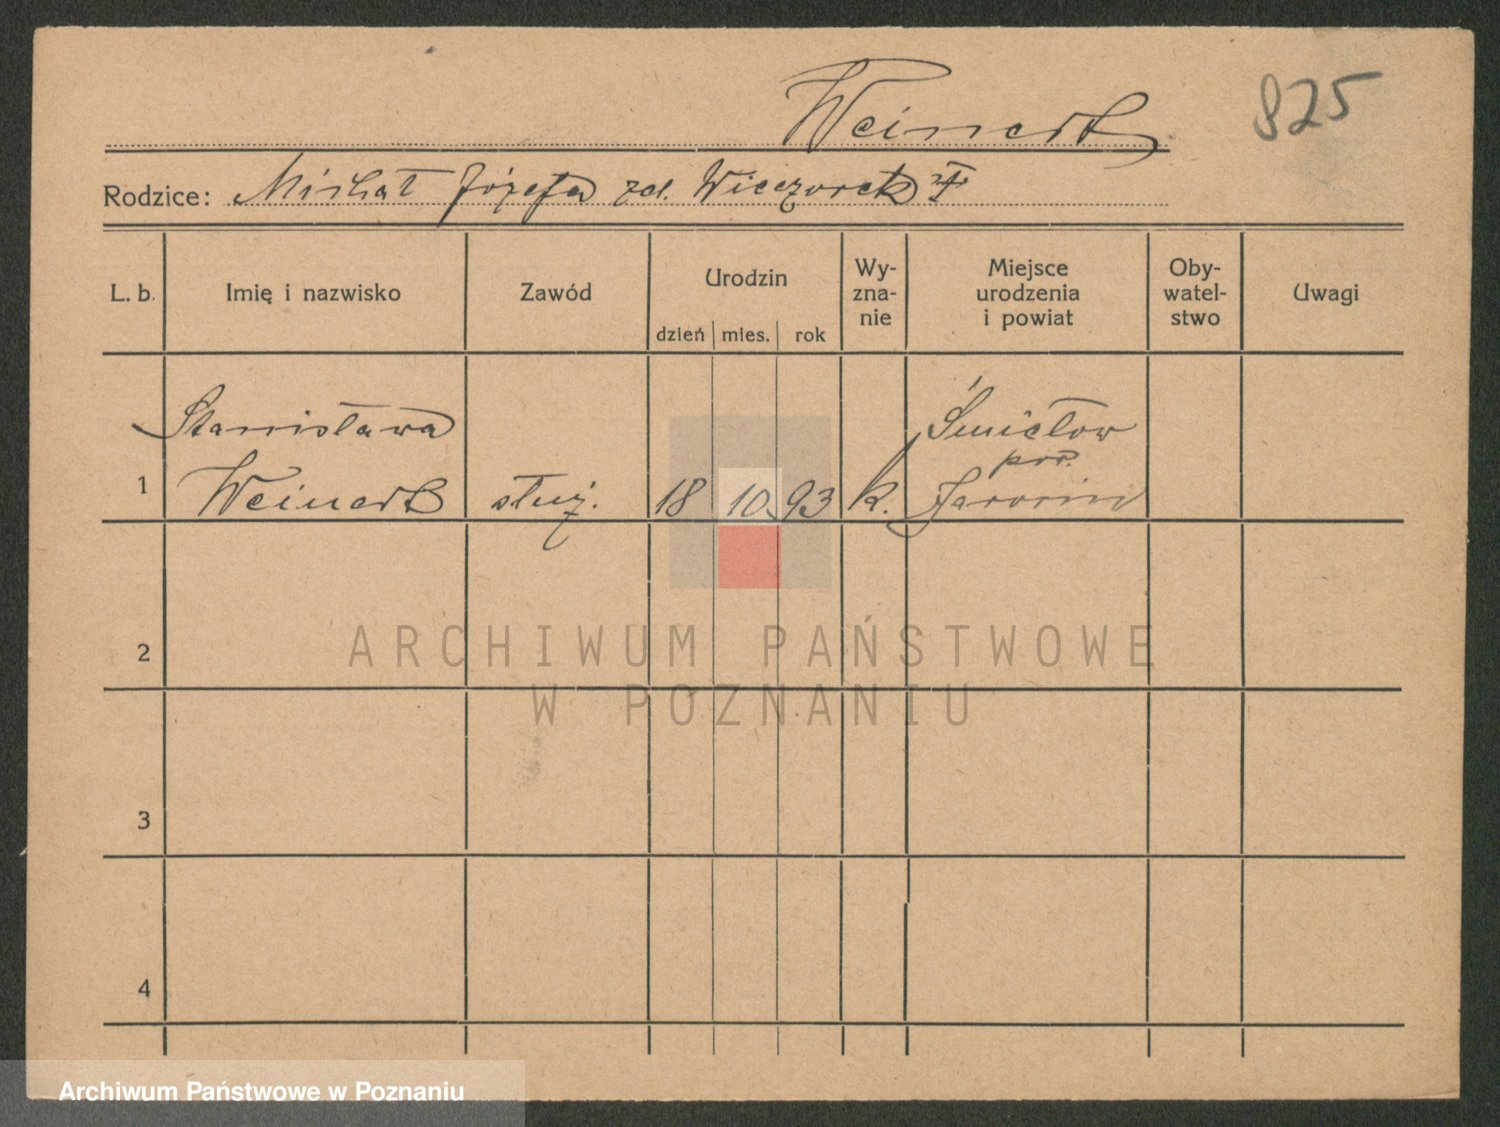 Weinert
825
Rodzice: Michał Józefa zd. Wieczorek
L. b. Imię i nazwisko Zawód Urodzin dzień mies. rok Wy-zna-nie Miejsce urodzenia i powiat Oby-watel-stwo Uwagi
Stanisława Śmiełów
pow.
1 Weinert służ. 18 10. 93 k. Jarocin
2
ARCHIWUM PAŃSTWOWE
W POZNANIU
3
4
Archiwum Państwowe w Poznaniu